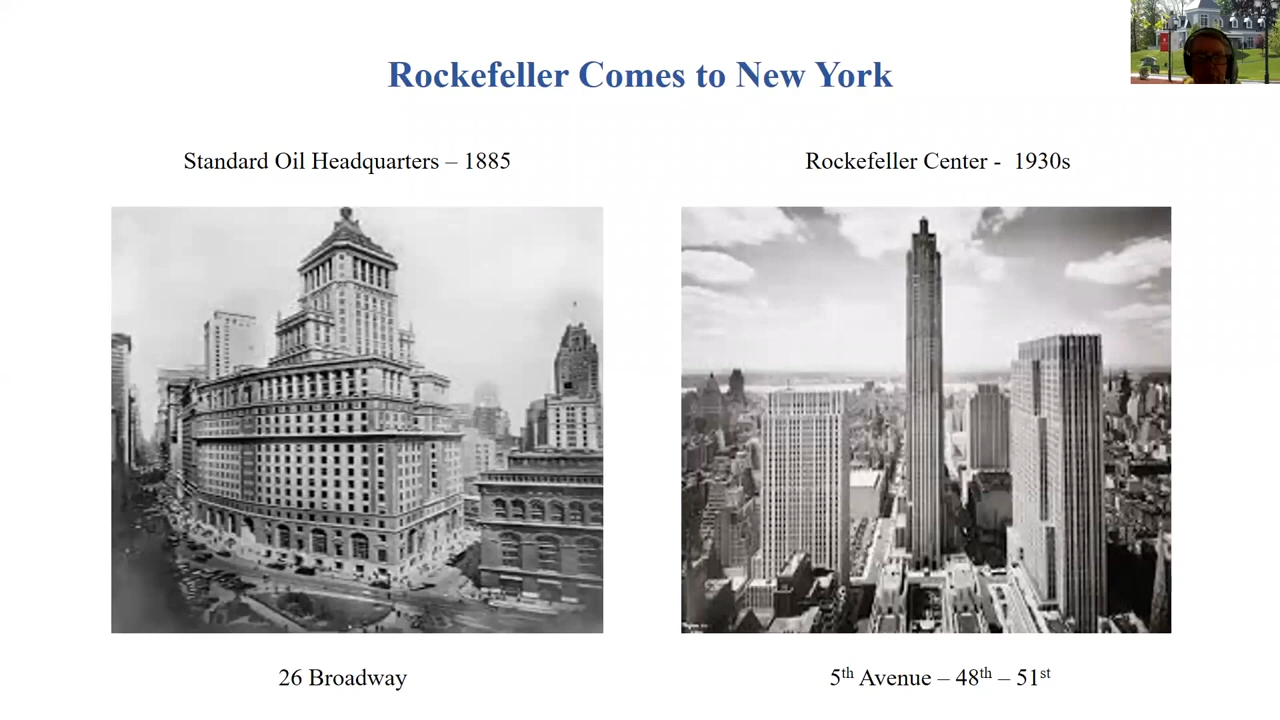 Rockefeller Comes to New York
Standard Oil Headquarters – 1885
Rockefeller Center - 1930s
26 Broadway
5th Avenue – 48th – 51st